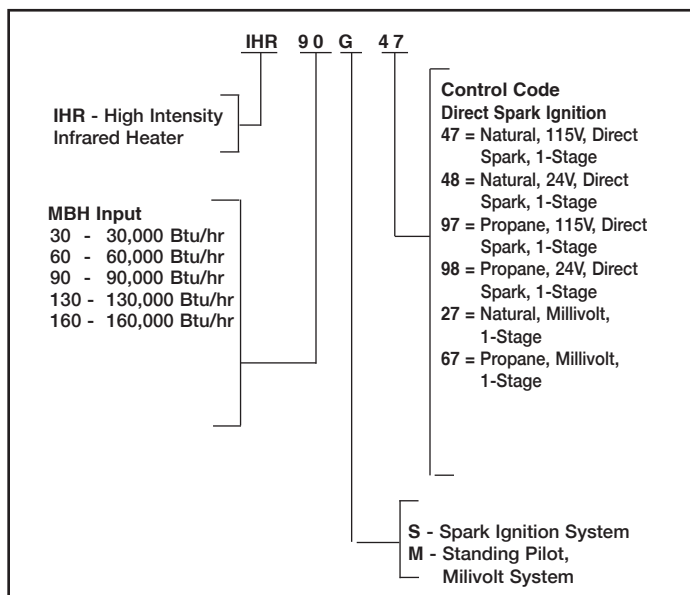 IHR 90 G 47
IHR - High Intensity
Infrared Heater
MBH Input
30 - 30,000 Btu/hr
60 - 60,000 Btu/hr
90 - 90,000 Btu/hr
130 - 130,000 Btu/hr
160 - 160,000 Btu/hr
Control Code
Direct Spark Ignition
47 = Natural, 115V, Direct
Spark, 1-Stage
48 = Natural, 24V, Direct
Spark, 1-Stage
97 = Propane, 115V, Direct
Spark, 1-Stage
98 = Propane, 24V, Direct
Spark, 1-Stage
27 = Natural, Millivolt,
1-Stage
67 = Propane, Millivolt,
1-Stage
S - Spark Ignition System
M - Standing Pilot,
Milivolt System